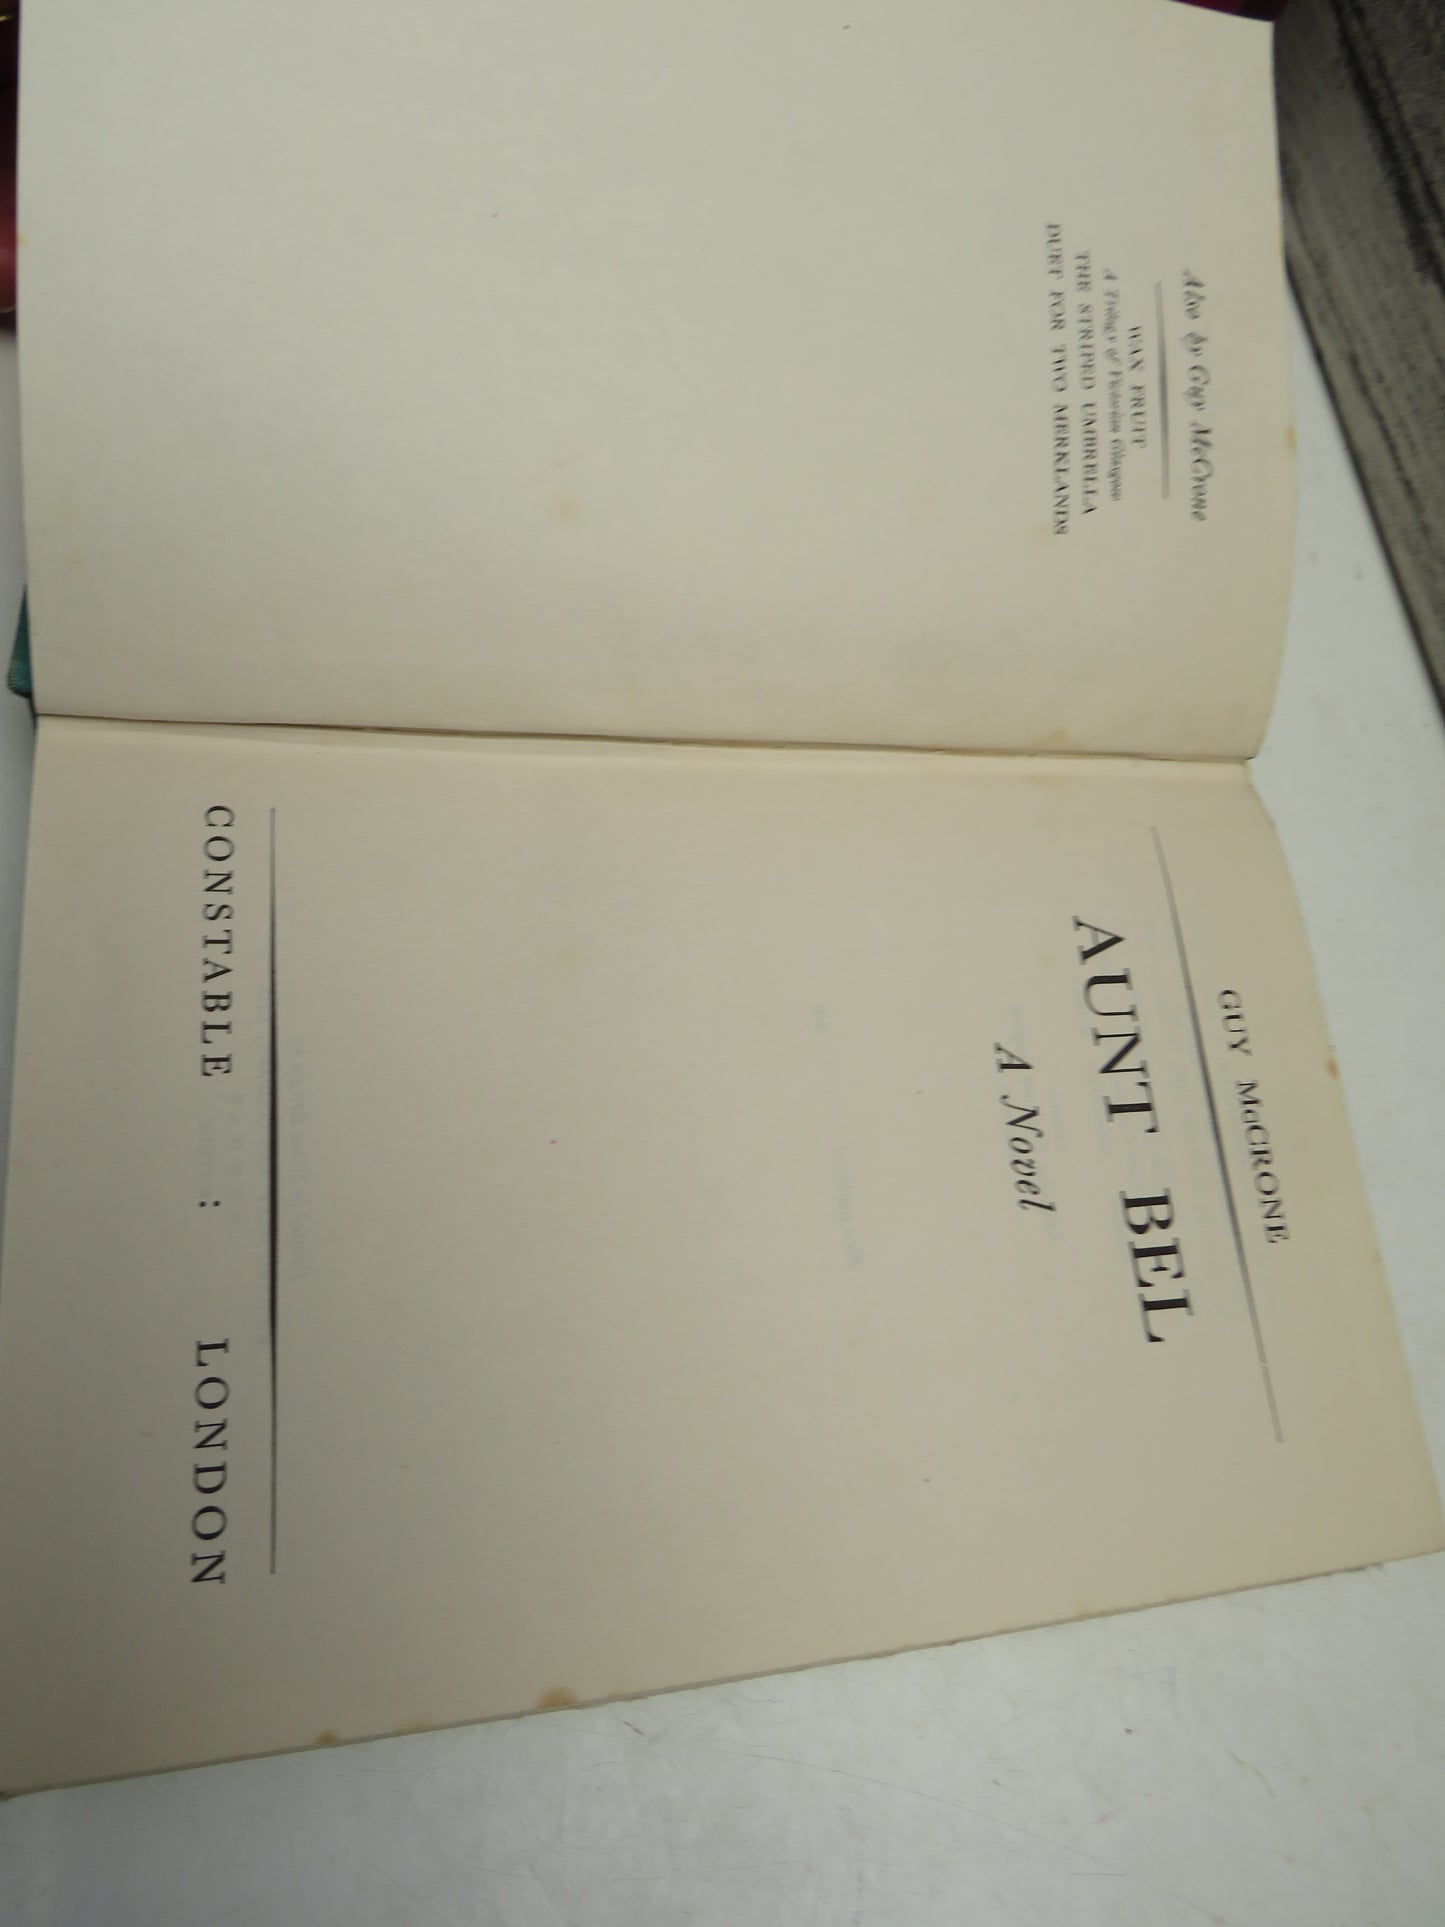 Also by Guy McCrone
WAX FRUIT
A Trilogy of Victorian Glasgow
THE STRIPED UMBRELLA
DUET FOR TWO MERKLANDS
GUY McCRONE
AUNT BEL
A Novel
CONSTABLE : LONDON